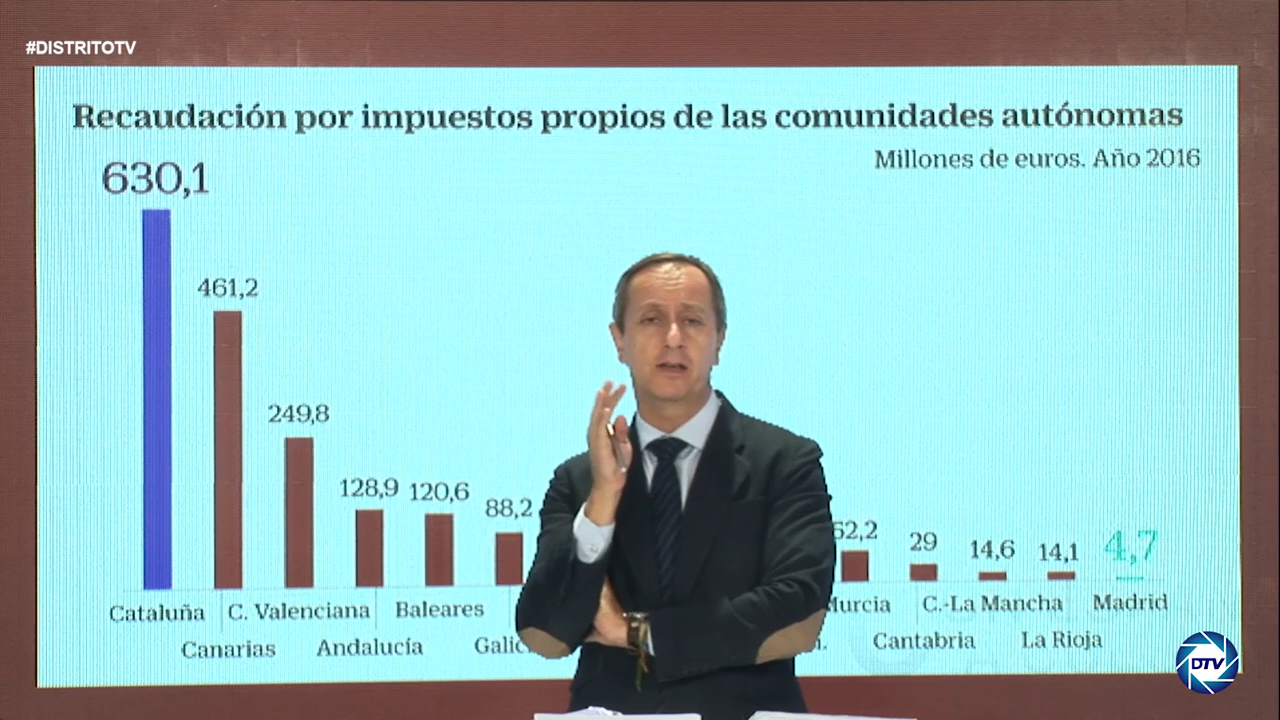 #DISTRITOTV
Recaudación por impuestos propios de las comunidades autónomas
Millones de euros. Año 2016
630,1
461,2
249,8
128,9
120,6
88,2
62,2
29
14,6
14,1
4,7
Cataluña
C. Valenciana
Baleares
Murcia
C.-La Mancha
Madrid
Canarias
Andalucía
Cantabria
La Rioja
DTV